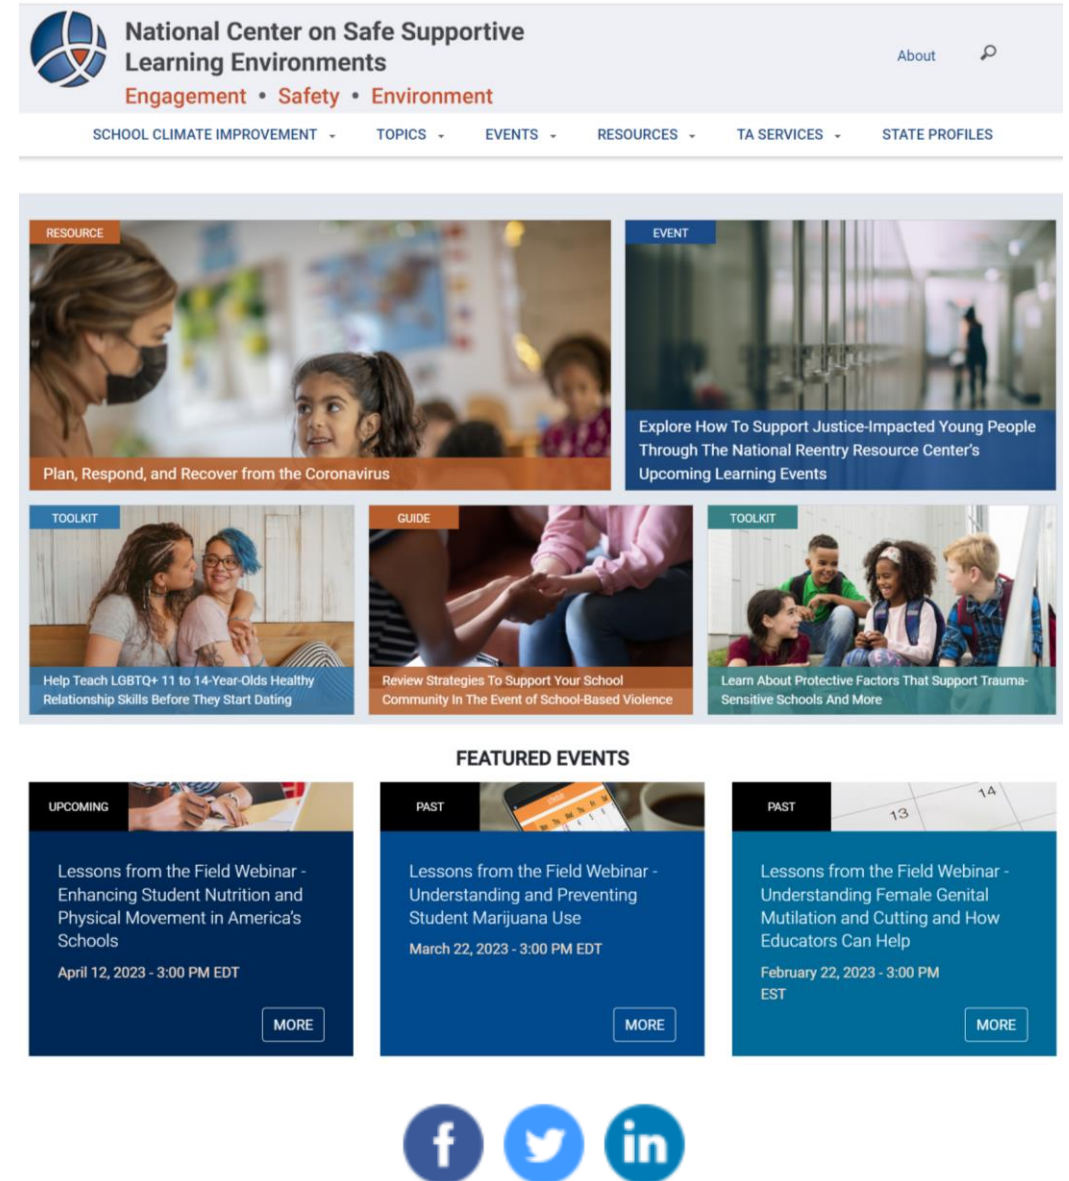 National Center on Safe Supportive
Learning Environments
Engagement • Safety • Environment
About
SCHOOL CLIMATE IMPROVEMENT
TOPICS
EVENTS
RESOURCES
TA SERVICES
STATE PROFILES
RESOURCE
Plan, Respond, and Recover from the Coronavirus
EVENT
Explore How To Support Justice-Impacted Young People
Through The National Reentry Resource Center's
Upcoming Learning Events
TOOLKIT
Help Teach LGBTQ+ 11 to 14-Year-Olds Healthy
Relationship Skills Before They Start Dating
GUIDE
Review Strategies To Support Your School
Community In The Event of School-Based Violence
TOOLKIT
Learn About Protective Factors That Support Trauma-
Sensitive Schools And More
FEATURED EVENTS
UPCOMING
Lessons from the Field Webinar -
Enhancing Student Nutrition and
Physical Movement in America's
Schools
April 12, 2023 - 3:00 PM EDT
MORE
PAST
Lessons from the Field Webinar -
Understanding and Preventing
Student Marijuana Use
March 22, 2023 - 3:00 PM EDT
MORE
PAST
13
14
Lessons from the Field Webinar -
Understanding Female Genital
Mutilation and Cutting and How
Educators Can Help
February 22, 2023 - 3:00 PM
EST
MORE
f
in